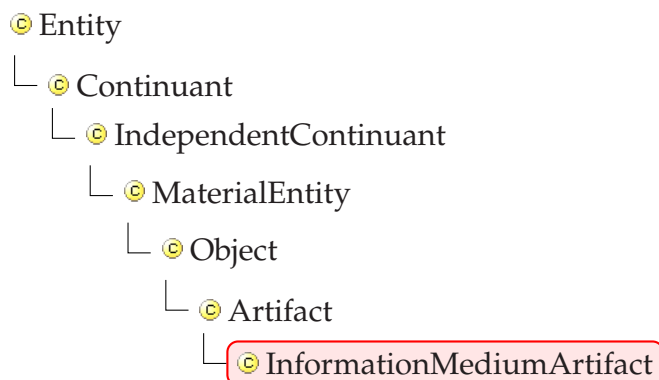 © Entity
© Continuant
© IndependentContinuant
© MaterialEntity
© Object
© Artifact
© InformationMediumArtifact